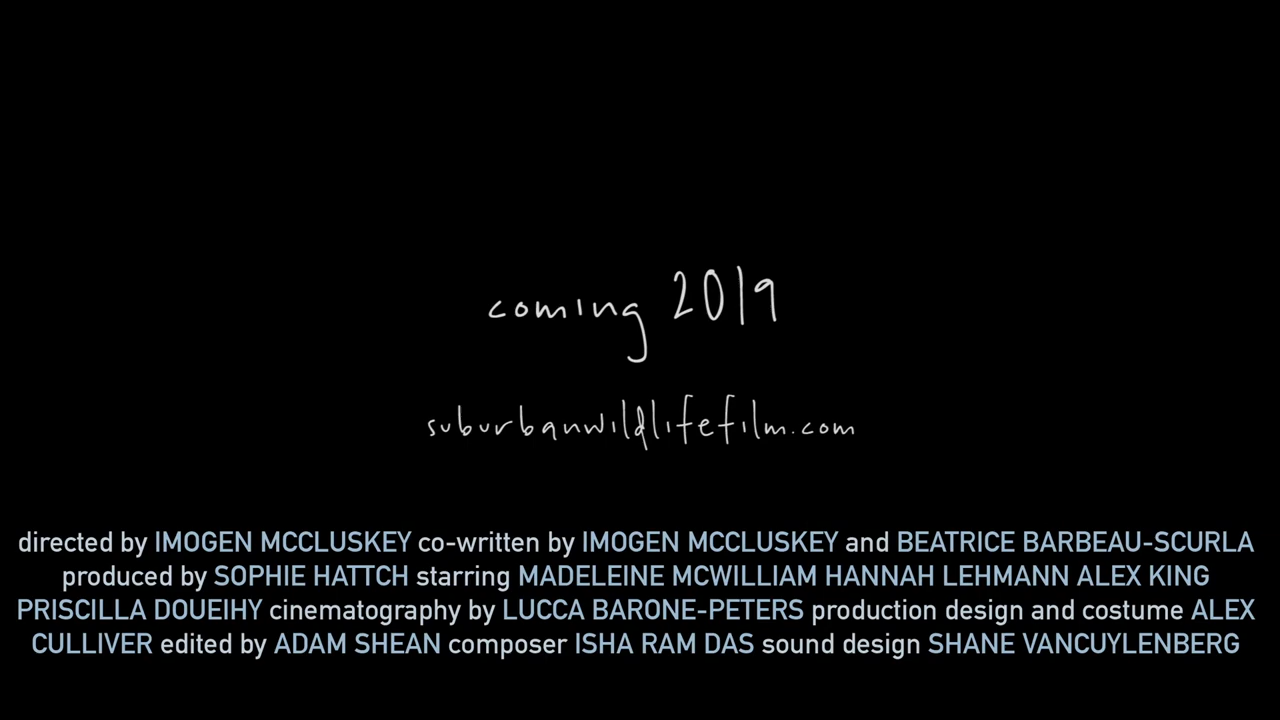 coming 2019
suburbanwildlifefilm.com
directed by IMOGEN MCCLUSKEY co-written by IMOGEN MCCLUSKEY and BEATRICE BARBEAU-SCURLA
produced by SOPHIE HATTCH starring MADELEINE MCWILLIAM HANNAH LEHMANN ALEX KING
PRISCILLA DOUEIHY cinematography by LUCCA BARONE-PETERS production design and costume ALEX
CULLIVER edited by ADAM SHEAN composer ISHA RAM DAS sound design SHANE VANCUYLENBERG